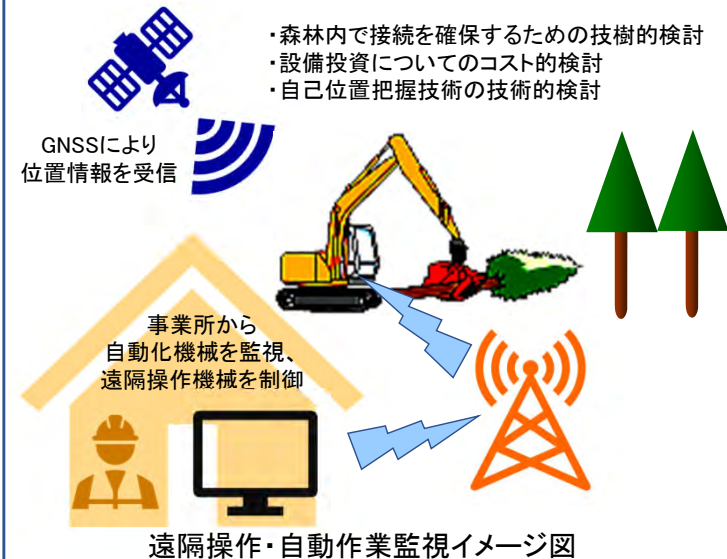 ・森林内で接続を確保するための技樹的検討
・設備投資についてのコスト的検討
・自己位置把握技術の技術的検討
GNSSにより
位置情報を受信
事業所から
自動化機械を監視、
遠隔操作機械を制御
遠隔操作・自動作業監視イメージ図